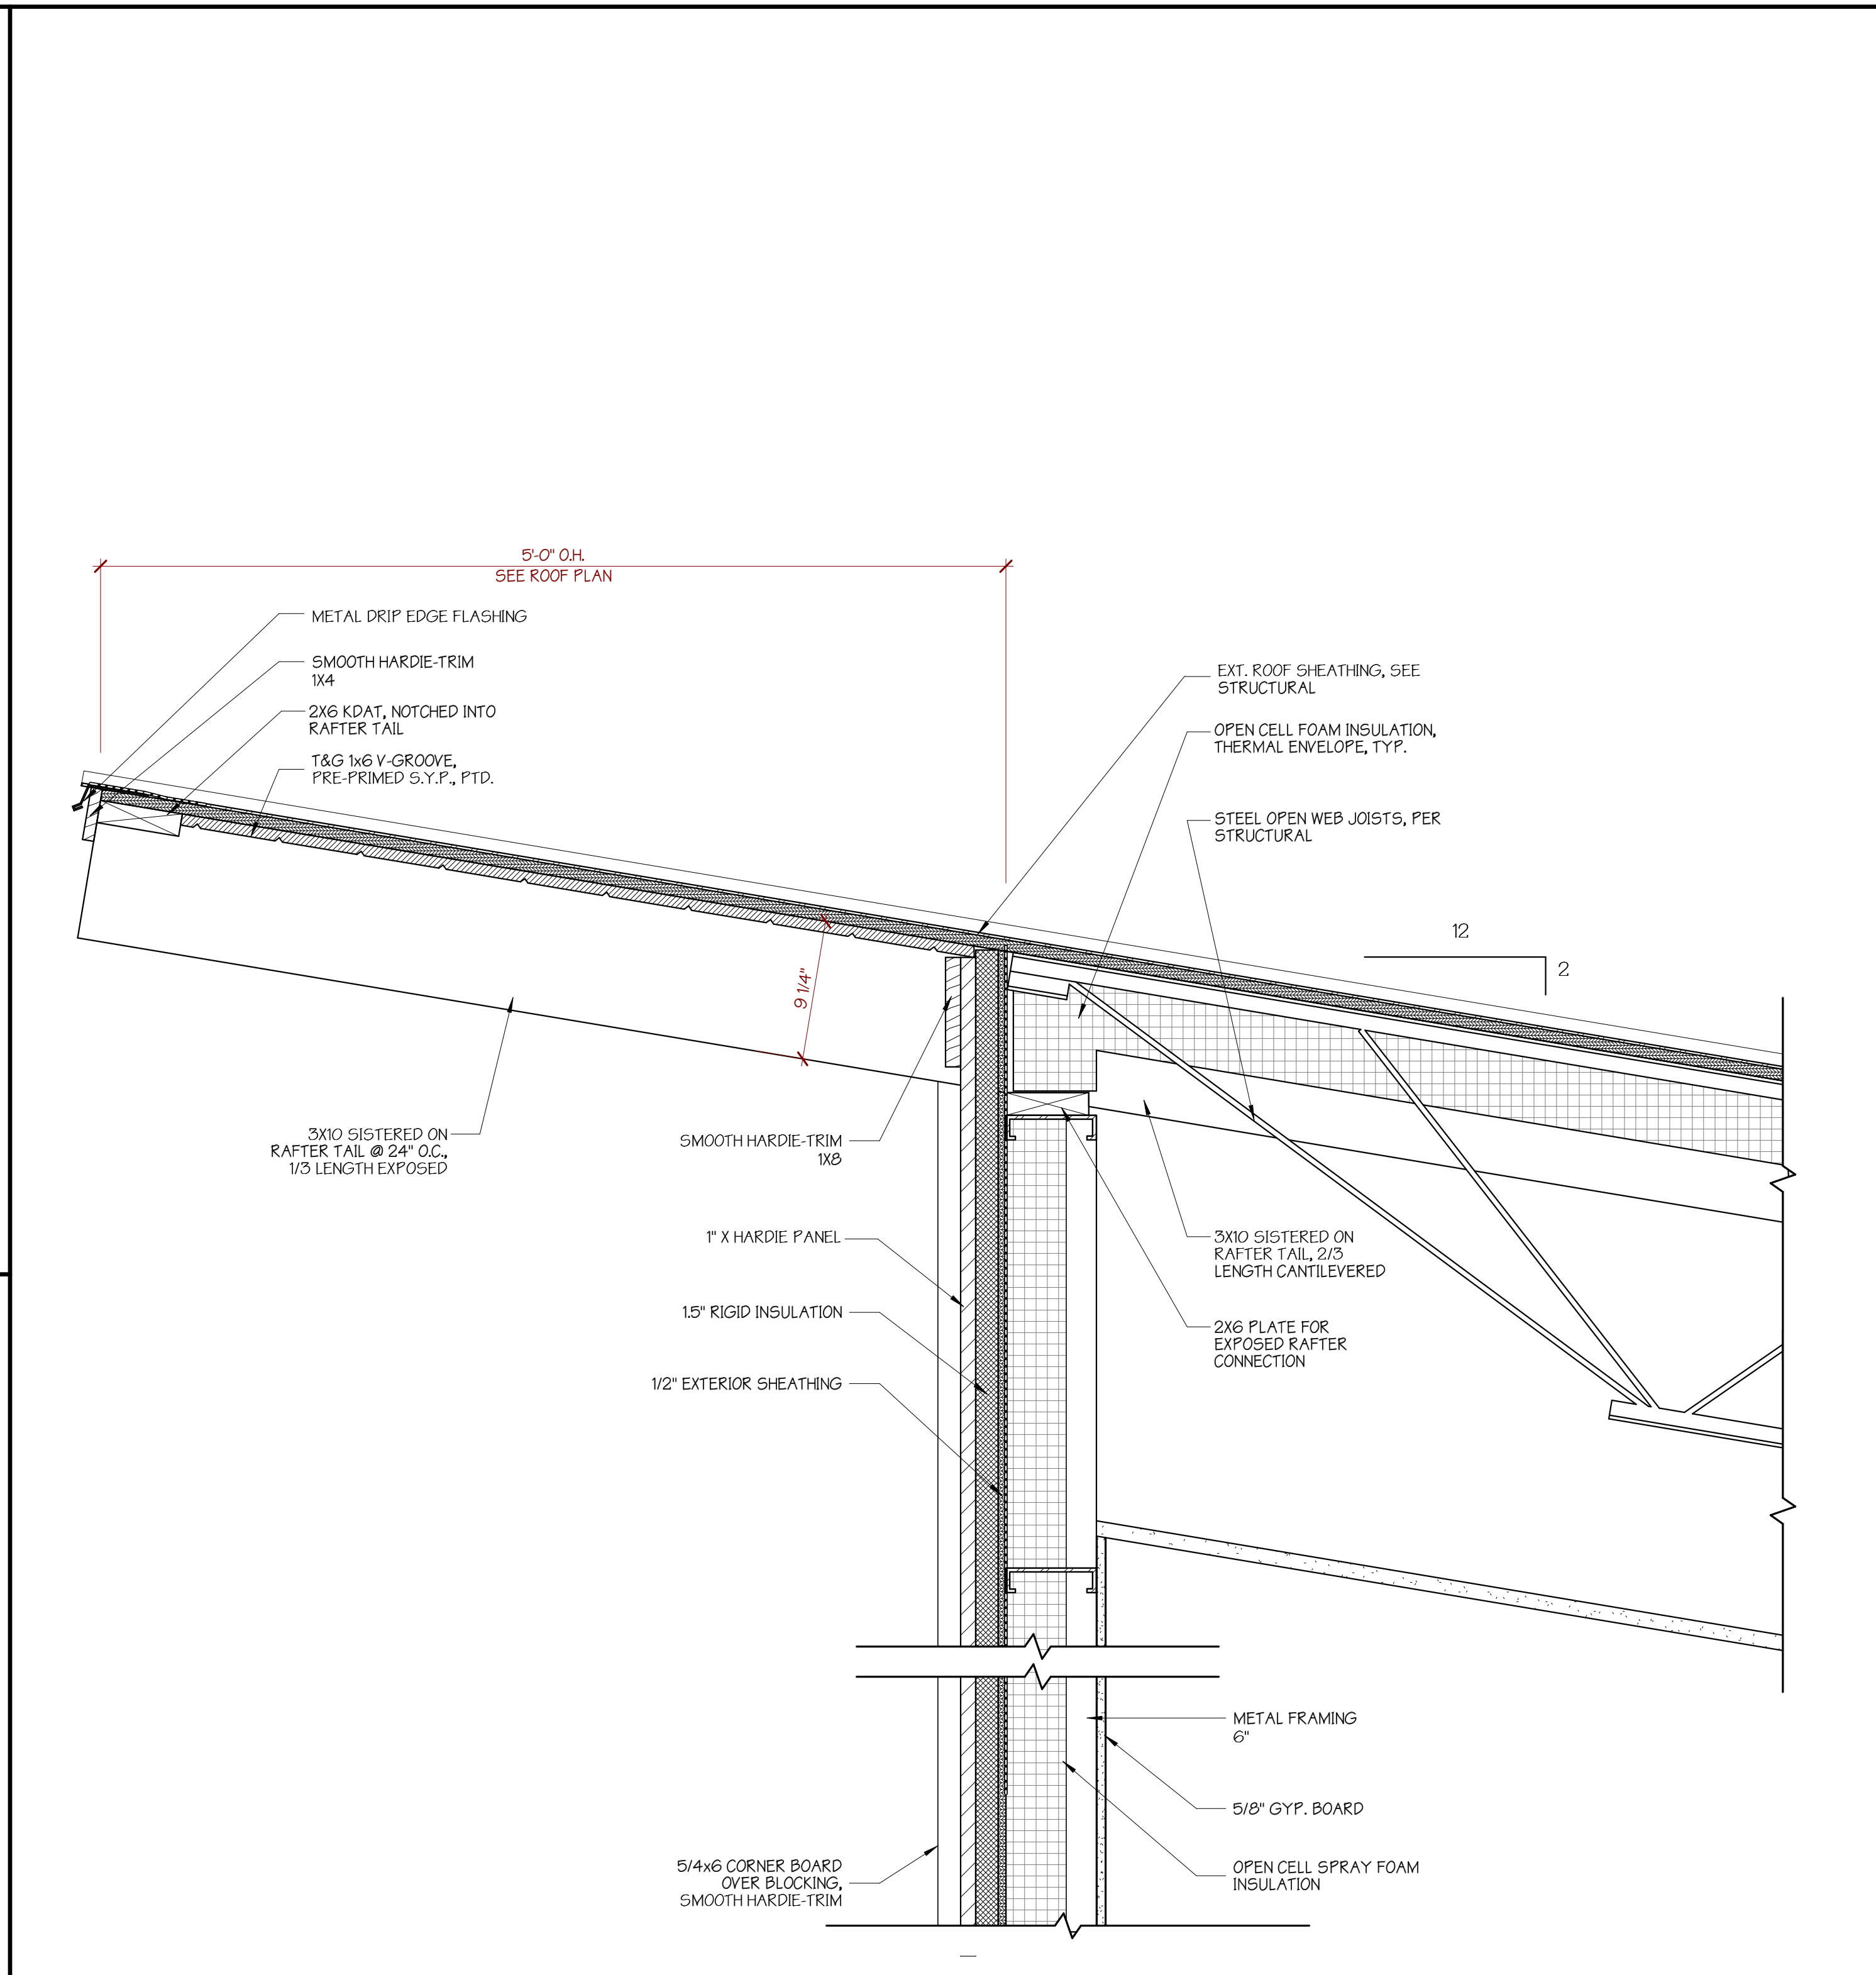 5'-0" O.H.
SEE ROOF PLAN
METAL DRIP EDGE FLASHING
SMOOTH HARDIE-TRIM
1X4
2X6 KDAT, NOTCHED INTO
RAFTER TAIL
T&G 1x6 V-GROOVE,
PRE-PRIMED S.Y.P., PTD.
EXT. ROOF SHEATHING, SEE
STRUCTURAL
OPEN CELL FOAM INSULATION,
THERMAL ENVELOPE, TYP.
STEEL OPEN WEB JOISTS, PER
STRUCTURAL
12
2
9 1/4"
3X10 SISTERED ON
RAFTER TAIL @ 24" O.C.,
1/3 LENGTH EXPOSED
SMOOTH HARDIE-TRIM
1X8
1" X HARDIE PANEL
1.5" RIGID INSULATION
1/2" EXTERIOR SHEATHING
3X10 SISTERED ON
RAFTER TAIL, 2/3
LENGTH CANTILEVERED
2X6 PLATE FOR
EXPOSED RAFTER
CONNECTION
METAL FRAMING
6"
5/8" GYP. BOARD
OPEN CELL SPRAY FOAM
INSULATION
5/4x6 CORNER BOARD
OVER BLOCKING,
SMOOTH HARDIE-TRIM